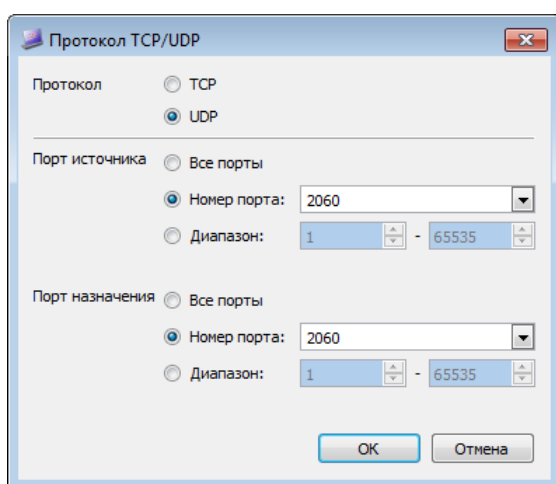 Протокол TCP/UDP
Протокол TCP
UDP
Порт источника Все порты
Номер порта: 2060
Диапазон: 1 - 65535
Порт назначения Все порты
Номер порта: 2060
Диапазон: 1 - 65535
OK Отмена